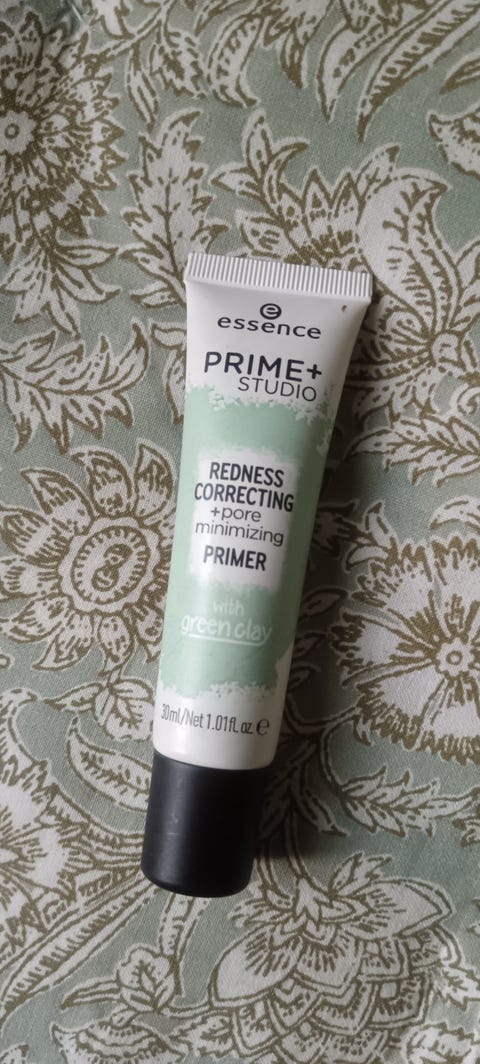 e
essence
PRIME+
STUDIO
REDNESS
CORRECTING
+pore
minimizing
PRIMER
with
green clay
30ml/Net 1.01fl. oz. ℮